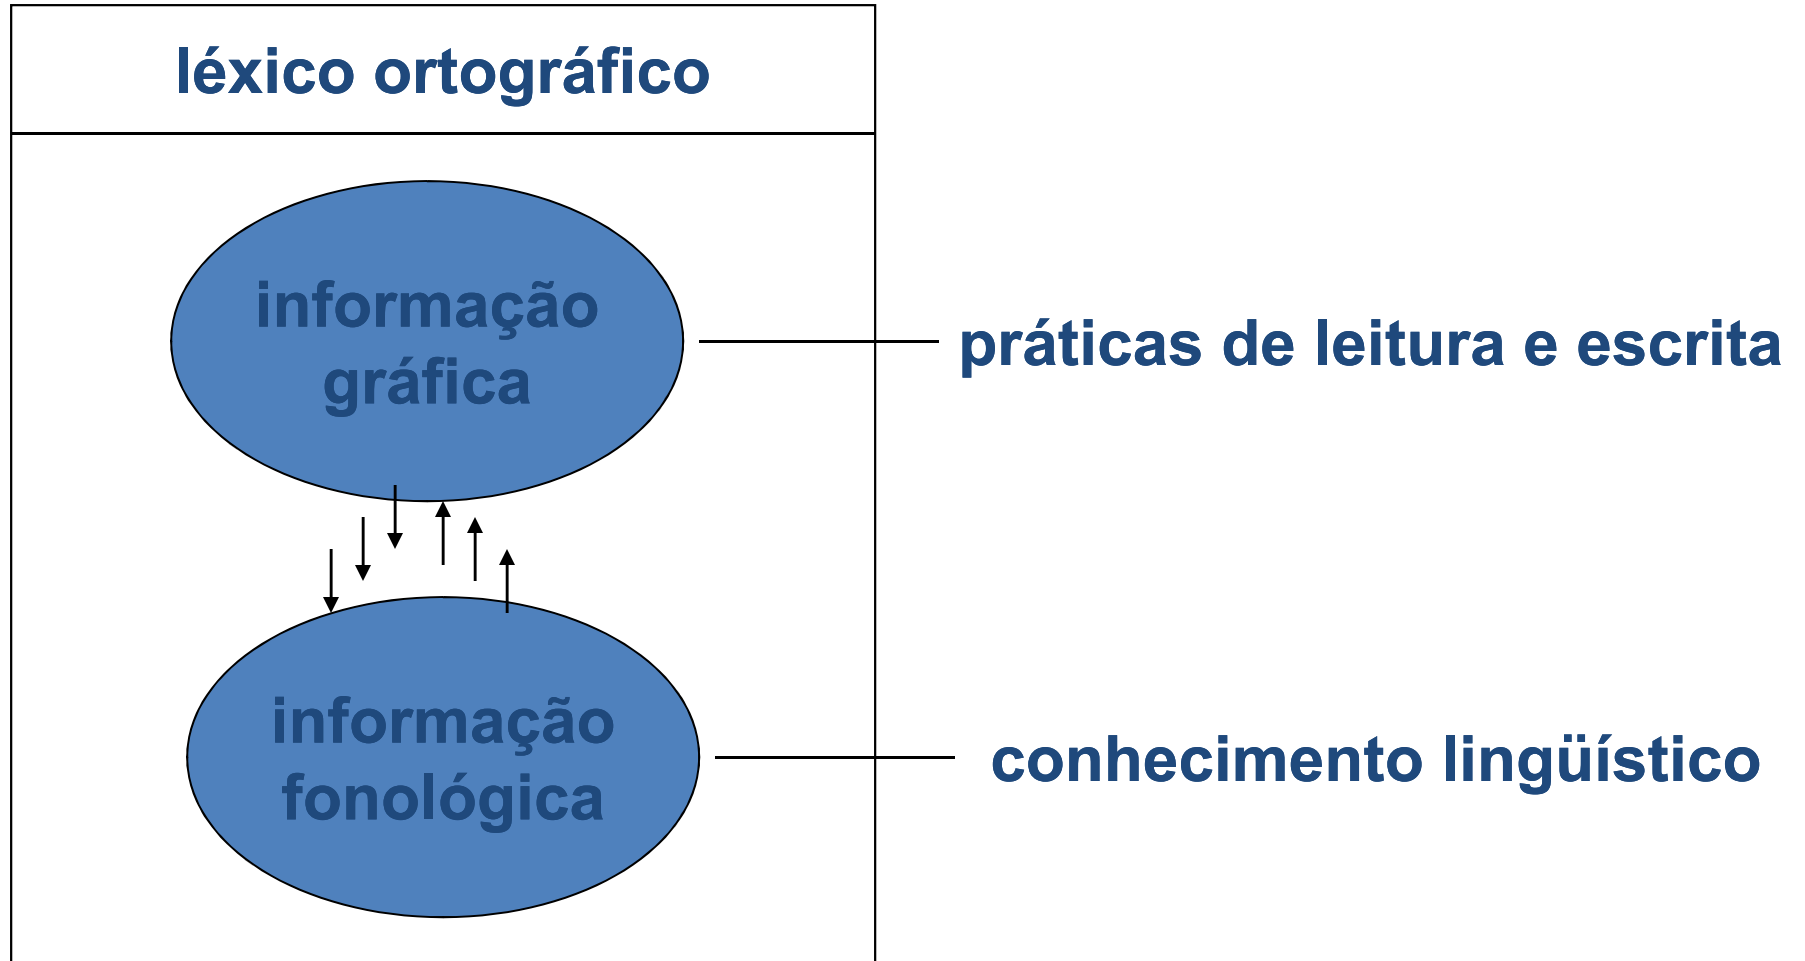 léxico ortográfico
informação
gráfica
práticas de leitura e escrita
informação
fonológica
conhecimento lingüístico